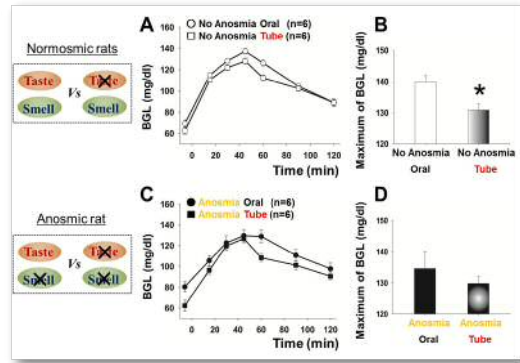 Normosmic rats
Taste Vs Taste
Smell Smell
A
No Anosmia Oral (n=6)
No Anosmia Tube (n=6)
BGL (mg/dl)
160
140
120
100
80
60
0 20 40 60 80 100 120
Time (min)
B
Maximum of BGL (mg/dl)
150
140
130
120
*
No Anosmia No Anosmia
Oral Tube
Anosmic rat
Taste Vs Taste
Smell Smell
C
Anosmia Oral (n=6)
Anosmia Tube (n=6)
BGL (mg/dl)
160
140
120
100
80
60
0 20 40 60 80 100 120
Time (min)
D
Maximum of BGL (mg/dl)
150
140
130
120
Anosmia Anosmia
Oral Tube